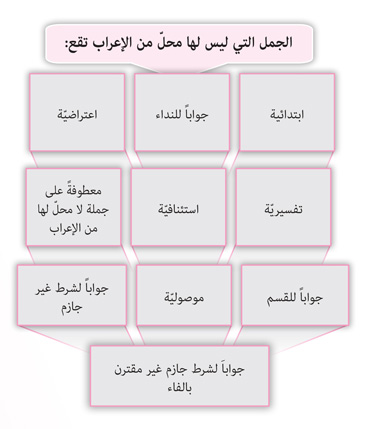 الجمل التي ليس لها محلّ من الإعراب تقع:
ابتدائية
جواباً للنداء
اعتراضيّة
تفسيريّة
استئنافيّة
معطوفةً على
جملة لا محلّ لها
من الإعراب
جواباً للقسم
موصوليّة
جواباً لشرط غير
جازم
جواباً لشرط جازم غير مقترن
بالفاء